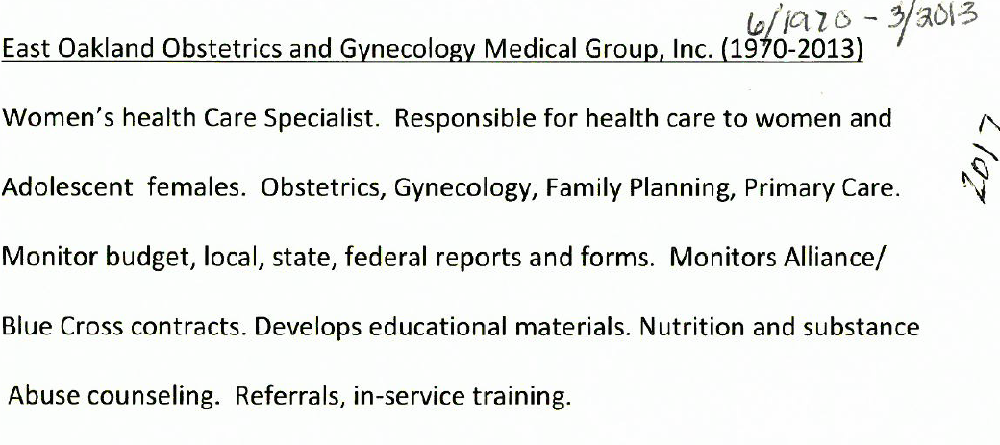 6/1970 - 3/2013
East Oakland Obstetrics and Gynecology Medical Group, Inc. (1970-2013)
Women's health Care Specialist.  Responsible for health care to women and
2017
Adolescent  females.  Obstetrics, Gynecology, Family Planning, Primary Care.
Monitor budget, local, state, federal reports and forms.  Monitors Alliance/
Blue Cross contracts. Develops educational materials. Nutrition and substance
Abuse counseling.  Referrals, in-service training.